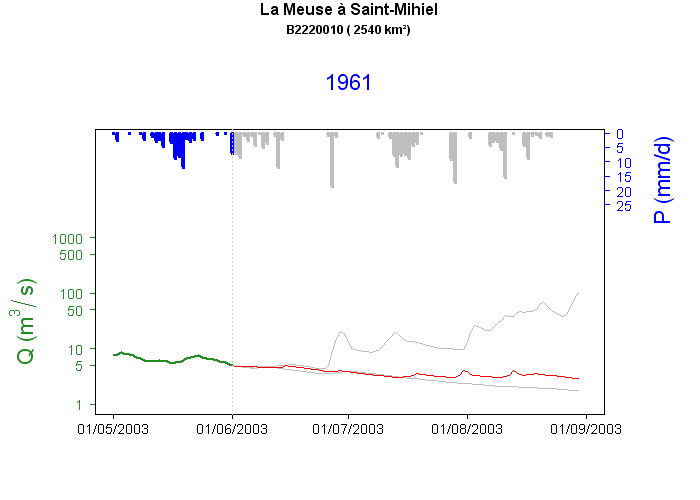 La Meuse à Saint-Mihiel
B2220010 ( 2540 km²)
1961
0
5
10
15
20
25
P (mm/d)
1000
500
100
50
10
5
1
Q (m³/ s)
01/05/2003 01/06/2003 01/07/2003 01/08/2003 01/09/2003